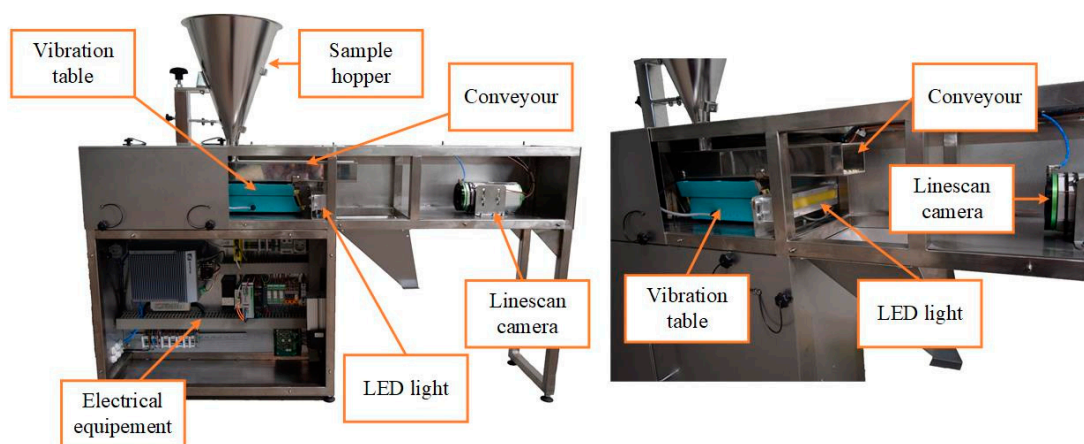 Vibration
table
Sample
hopper
Conveyour
Linescan
camera
LED light
Electrical
equipement
Conveyour
Linescan
camera
Vibration
table
LED light